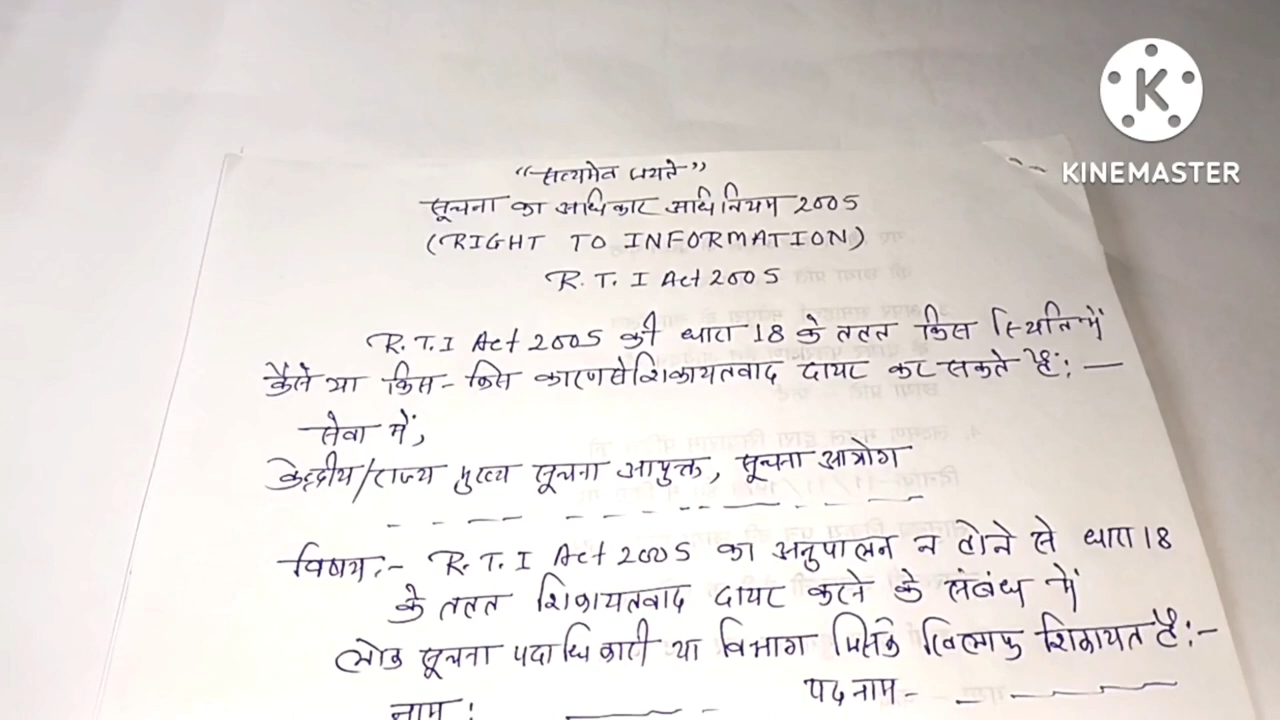 K
KINEMASTER
“सत्यमेव जयते”
सूचना का अधिकार अधिनियम 2005
(RIGHT TO INFORMATION)
R. T. I Act 2005
R. T. I Act 2005 की धारा 18 के तहत किस स्थिति में
कैसे या किस - किस कारण से शिकायतवाद दायर कर सकते हैं: —
सेवा में,
केन्द्रीय/राज्य मुख्य सूचना आयुक्त, सूचना आयोग
विषय:- R. T. I Act 2005 का अनुपालन न होने से धारा 18
के तहत शिकायतवाद दायर करने के संबंध में
लोक सूचना पदाधिकारी या विभाग जिसके खिलाफ शिकायत है:-
नाम: पदनाम-